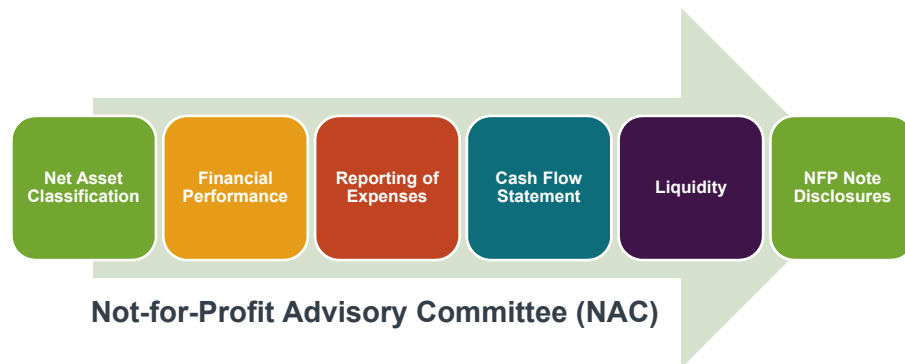 Net Asset
Classification
Financial
Performance
Reporting of
Expenses
Cash Flow
Statement
Liquidity
NFP Note
Disclosures
Not-for-Profit Advisory Committee (NAC)